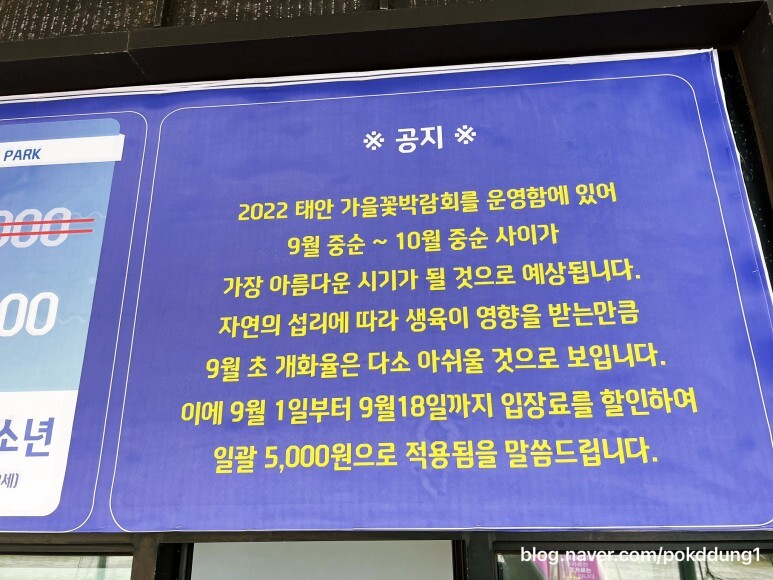 PARK
000
00
소년
세)
※ 공지 ※
2022 태안 가을꽃박람회를 운영함에 있어
9월 중순 ~ 10월 중순 사이가
가장 아름다운 시기가 될 것으로 예상됩니다.
자연의 섭리에 따라 생육이 영향을 받는만큼
9월 초 개화율은 다소 아쉬울 것으로 보입니다.
이에 9월 1일부터 9월18일까지 입장료를 할인하여
일괄 5,000원으로 적용됨을 말씀드립니다.
blog.naver.com/pokddung1